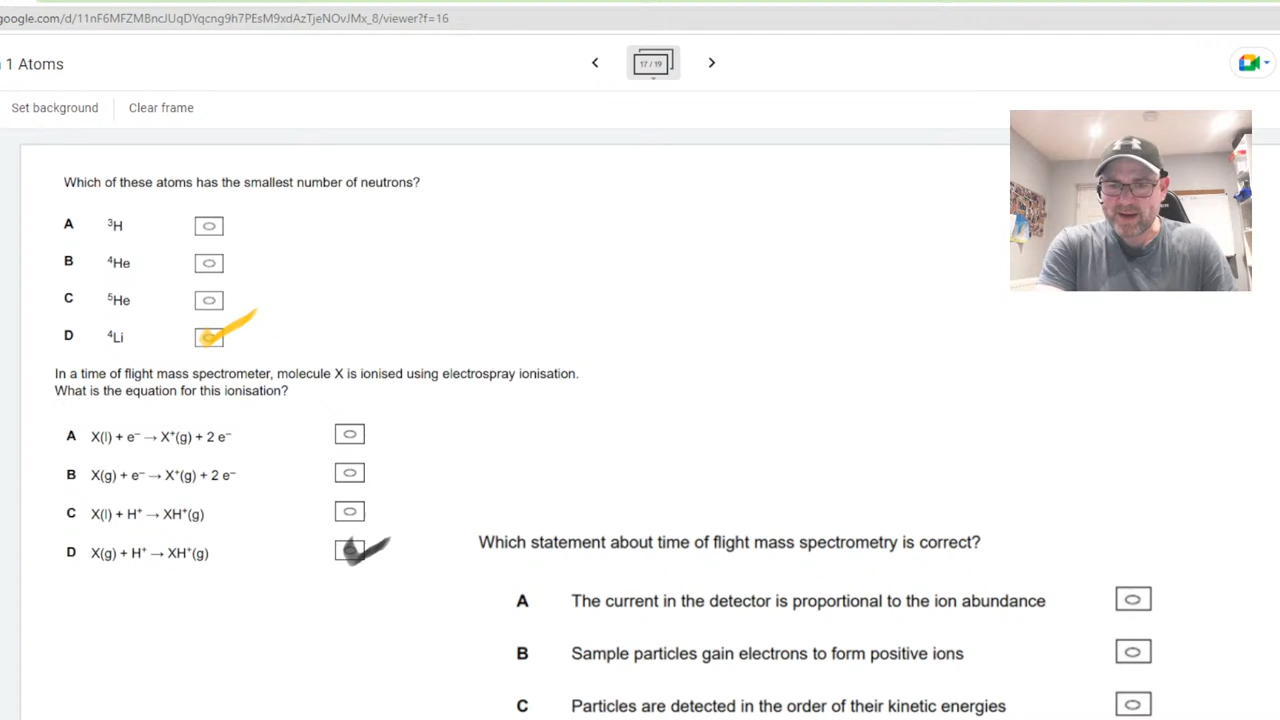 google.com/d/11nF6MFZMBncJUqDYqcng9h7PEsM9xdAzTjeNOvJMx_8/viewer?f=16
1 Atoms
17 / 19
Set background
Clear frame
Which of these atoms has the smallest number of neutrons?
A ³H
B ⁴He
C ⁵He
D ⁴Li
In a time of flight mass spectrometer, molecule X is ionised using electrospray ionisation.
What is the equation for this ionisation?
A X(l) + e⁻ → X⁺(g) + 2 e⁻
B X(g) + e⁻ → X⁺(g) + 2 e⁻
C X(l) + H⁺ → XH⁺(g)
D X(g) + H⁺ → XH⁺(g)
Which statement about time of flight mass spectrometry is correct?
A The current in the detector is proportional to the ion abundance
B Sample particles gain electrons to form positive ions
C Particles are detected in the order of their kinetic energies